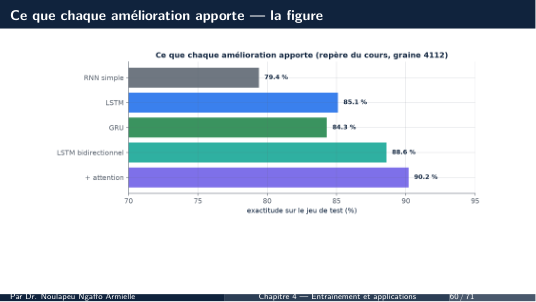 Ce que chaque amélioration apporte — la figure
Ce que chaque amélioration apporte (repère du cours, graine 4112)
RNN simple
79.4 %
LSTM
85.1 %
GRU
84.3 %
LSTM bidirectionnel
88.6 %
+ attention
90.2 %
70 75 80 85 90 95
exactitude sur le jeu de test (%)
Par Dr. Noulapeu Ngaffo Armielle Chapitre 4 — Entraînement et applications 60 / 71